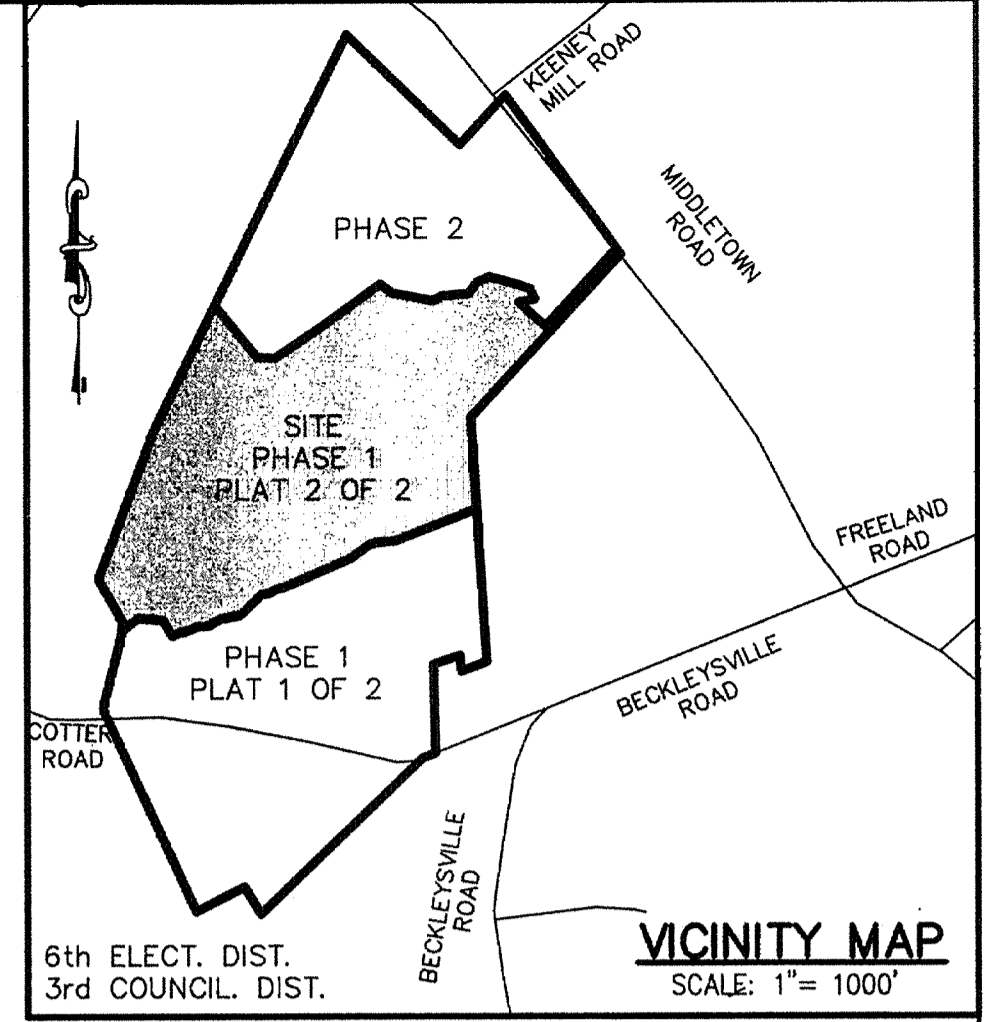 KEENEY
MILL ROAD
MIDDLETOWN
ROAD
PHASE 2
SITE
PHASE 1
PLAT 2 OF 2
FREELAND
ROAD
PHASE 1
PLAT 1 OF 2
BECKLEYSVILLE
ROAD
COTTER
ROAD
BECKLEYSVILLE
ROAD
6th ELECT. DIST.
3rd COUNCIL. DIST.
VICINITY MAP
SCALE: 1"= 1000'